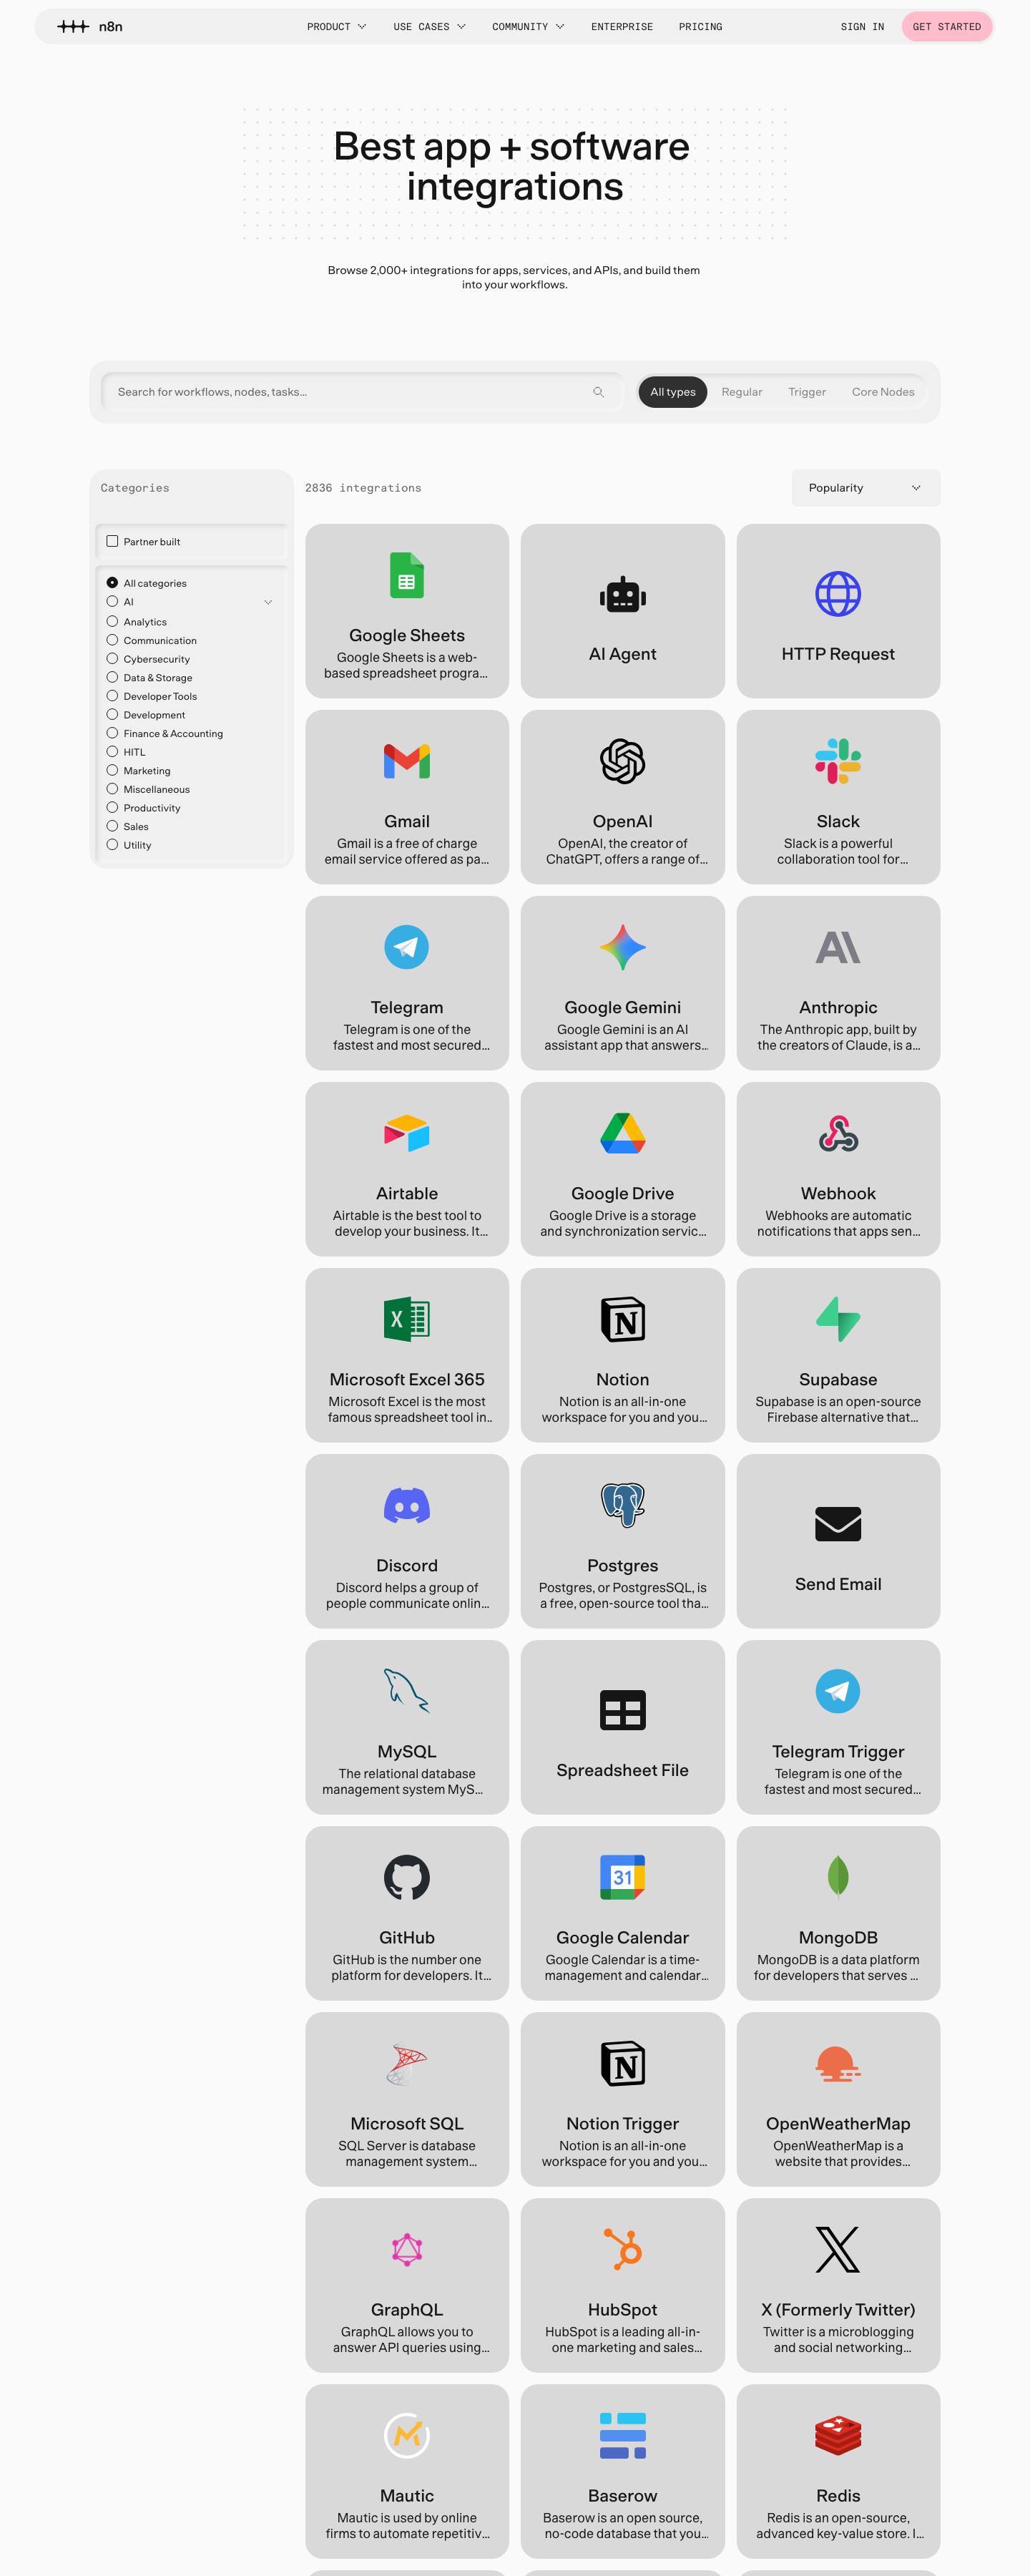 n8n
PRODUCT
USE CASES
COMMUNITY
ENTERPRISE
PRICING
SIGN IN
GET STARTED
Best app + software
integrations
Browse 2,000+ integrations for apps, services, and APIs, and build them
into your workflows.
Search for workflows, nodes, tasks...
All types
Regular
Trigger
Core Nodes
Categories
Partner built
All categories
AI
Analytics
Communication
Cybersecurity
Data & Storage
Developer Tools
Development
Finance & Accounting
HITL
Marketing
Miscellaneous
Productivity
Sales
Utility
2836 integrations
Popularity
Google Sheets
Google Sheets is a web-
based spreadsheet progra...
AI Agent
HTTP Request
Gmail
Gmail is a free of charge
email service offered as pa...
OpenAI
OpenAI, the creator of
ChatGPT, offers a range of...
Slack
Slack is a powerful
collaboration tool for...
Telegram
Telegram is one of the
fastest and most secured...
Google Gemini
Google Gemini is an AI
assistant app that answers...
Anthropic
The Anthropic app, built by
the creators of Claude, is a...
Airtable
Airtable is the best tool to
develop your business. It...
Google Drive
Google Drive is a storage
and synchronization servic...
Webhook
Webhooks are automatic
notifications that apps sen...
X
Microsoft Excel 365
Microsoft Excel is the most
famous spreadsheet tool in...
N
Notion
Notion is an all-in-one
workspace for you and you...
Supabase
Supabase is an open-source
Firebase alternative that...
Discord
Discord helps a group of
people communicate onlin...
Postgres
Postgres, or PostgresSQL, is
a free, open-source tool tha...
Send Email
MySQL
The relational database
management system MyS...
Spreadsheet File
Telegram Trigger
Telegram is one of the
fastest and most secured...
GitHub
GitHub is the number one
platform for developers. It...
31
Google Calendar
Google Calendar is a time-
management and calendar...
MongoDB
MongoDB is a data platform
for developers that serves ...
Microsoft SQL
SQL Server is database
management system...
N
Notion Trigger
Notion is an all-in-one
workspace for you and you...
OpenWeatherMap
OpenWeatherMap is a
website that provides...
GraphQL
GraphQL allows you to
answer API queries using...
HubSpot
HubSpot is a leading all-in-
one marketing and sales...
X (Formerly Twitter)
Twitter is a microblogging
and social networking...
Mautic
Mautic is used by online
firms to automate repetitiv...
Baserow
Baserow is an open source,
no-code database that you...
Redis
Redis is an open-source,
advanced key-value store. I...